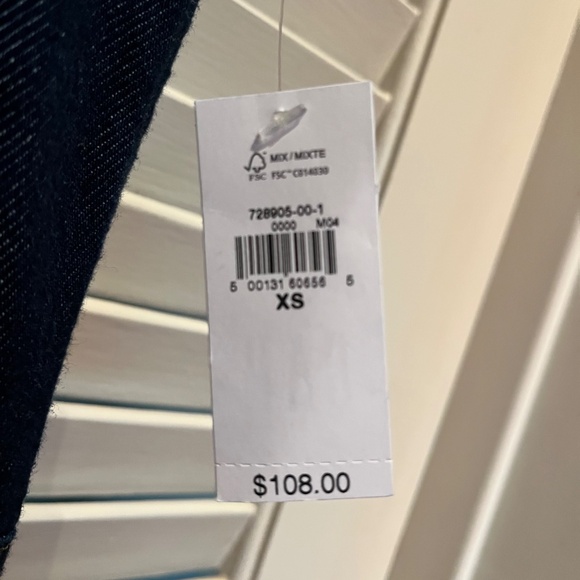 MIX/MIXTE
FSC FSC™ C014030
728905-00-1
0000 M04
5 00131 60656 5
XS
$108.00